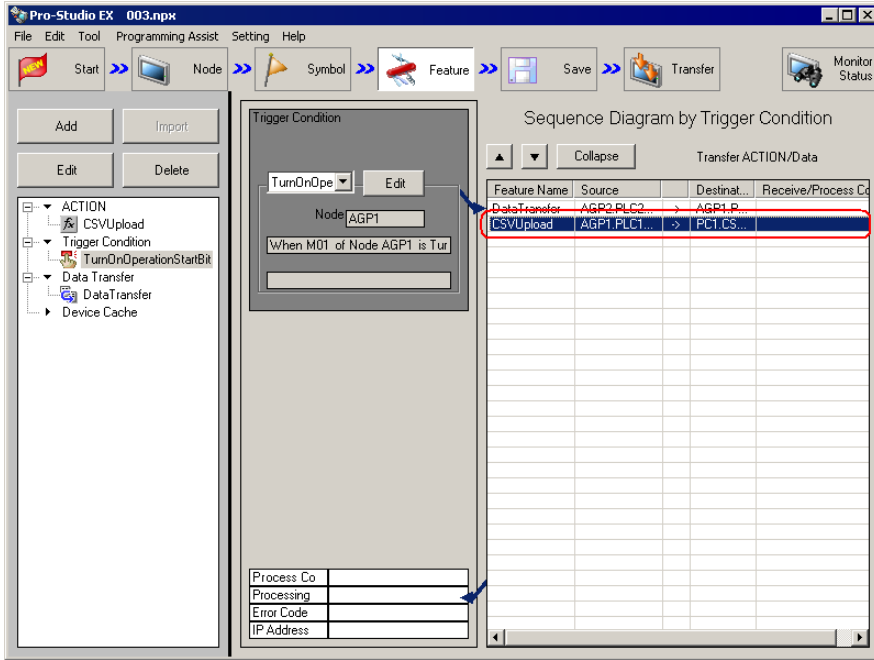 Pro-Studio EX 003.npx
File Edit Tool Programming Assist Setting Help
NEW Start Node Symbol Feature Save Transfer Monitor Status
Add Import
Edit Delete
ACTION
CSVUpload
Trigger Condition
TurnOnOperationStartBit
Data Transfer
DataTransfer
Device Cache
Trigger Condition
TurnOnOpe Edit
Node AGP1
When M01 of Node AGP1 is Tur
Process Co
Processing
Error Code
IP Address
Sequence Diagram by Trigger Condition
Collapse Transfer ACTION/Data
Feature Name Source Destinat... Receive/Process Co
DataTransfer AGP2.PLC2... -> AGP1.P...
CSVUpload AGP1.PLC1... -> PC1.CS...